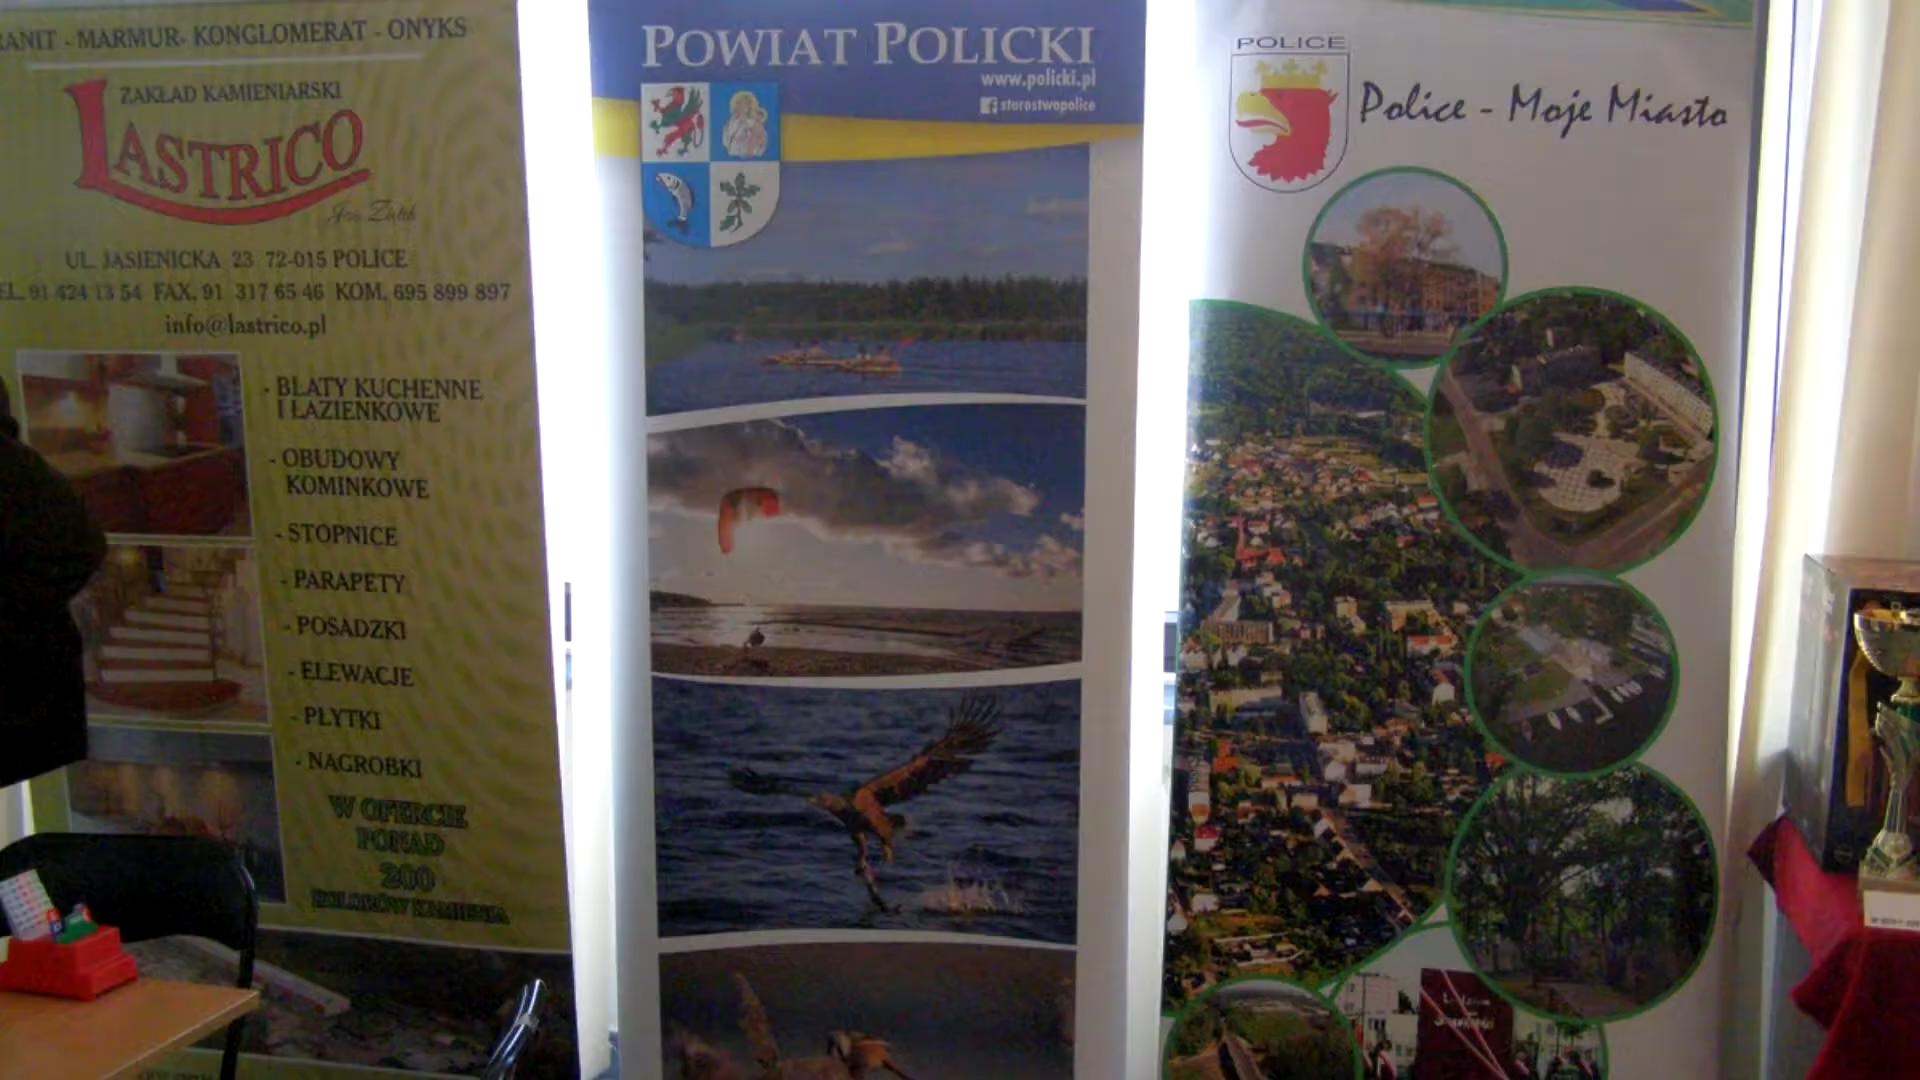 RANIT - MARMUR- KONGLOMERAT - ONYKS
ZAKŁAD KAMIENIARSKI
LASTRICO
UL. JASIENICKA 23 72-015 POLICE
EL. 91 424 13 54 FAX. 91 317 65 46 KOM. 695 899 897
info@lastrico.pl
- BLATY KUCHENNE
I ŁAZIENKOWE
- OBUDOWY
KOMINKOWE
- STOPNICE
- PARAPETY
- POSADZKI
- ELEWACJE
- PŁYTKI
- NAGROBKI
W OFERCIE
PONAD
200
KOLORÓW KAMIENIA
POWIAT POLICKI
www.policki.pl
f starostwopolice
POLICE
Police - Moje Miasto